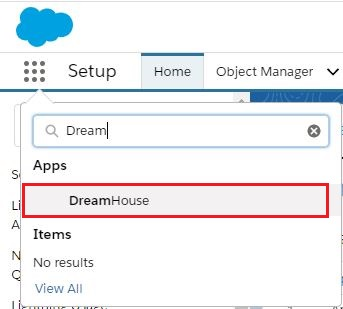 Setup Home Object Manager
Dream
Apps
DreamHouse
Items
No results
View All